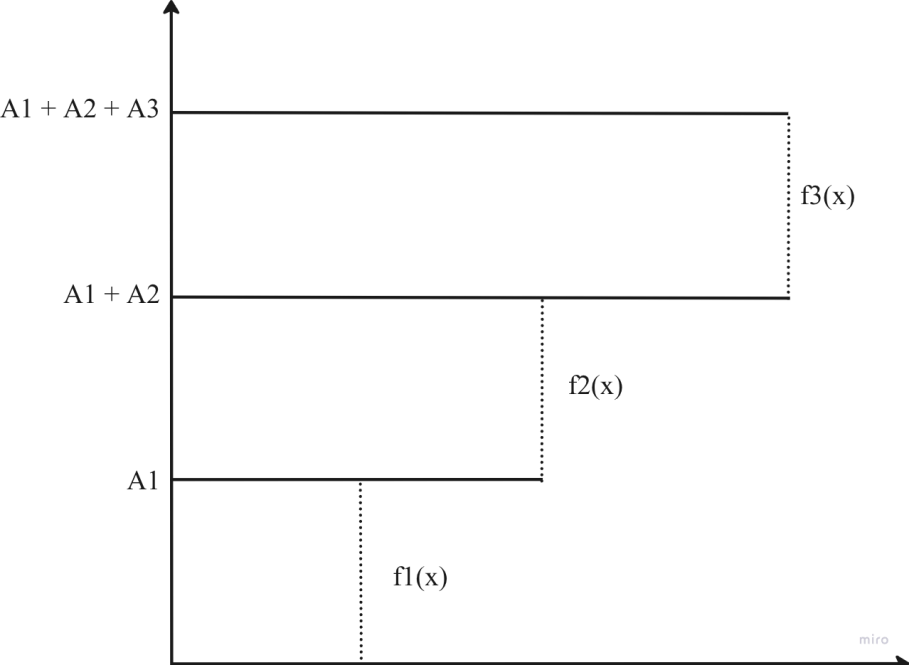 A1 + A2 + A3
f3(x)
A1 + A2
f2(x)
A1
f1(x)
miro